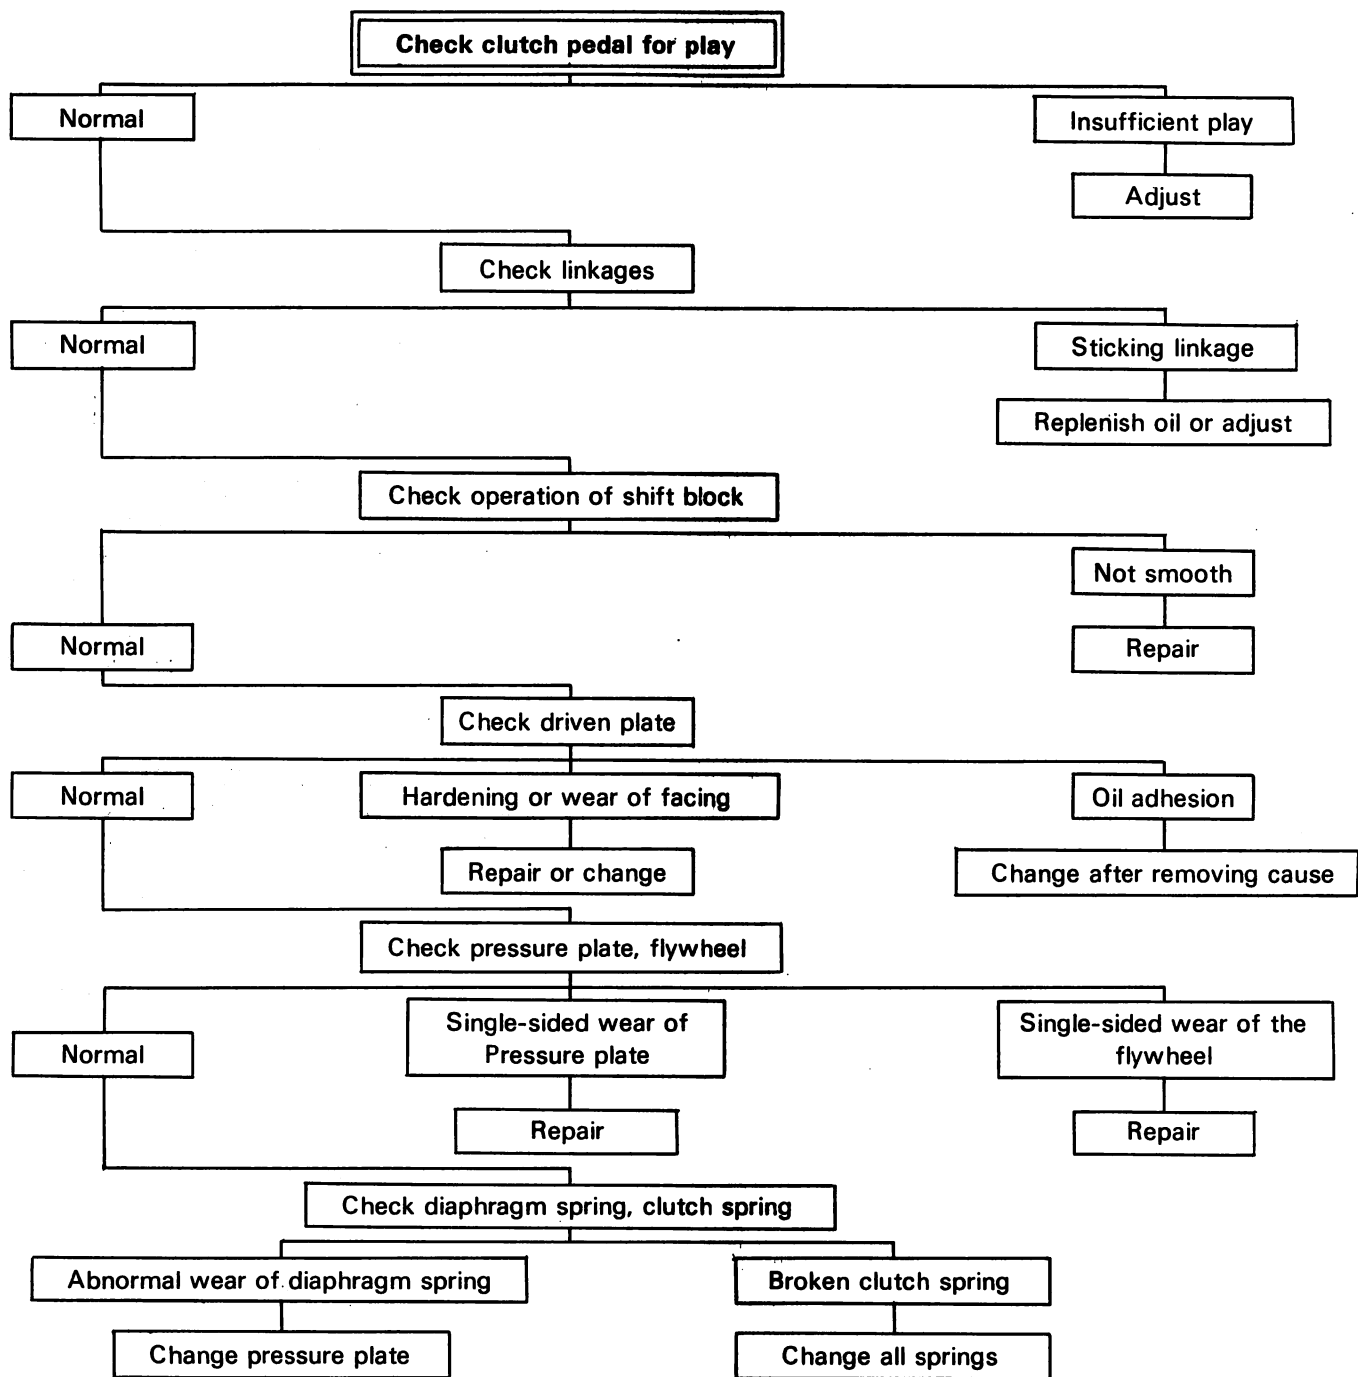 Check clutch pedal for play
Normal
Insufficient play
Adjust
Check linkages
Normal
Sticking linkage
Replenish oil or adjust
Check operation of shift block
Not smooth
Normal
Repair
Check driven plate
Normal
Hardening or wear of facing
Oil adhesion
Repair or change
Change after removing cause
Check pressure plate, flywheel
Single-sided wear of
Pressure plate
Single-sided wear of the
flywheel
Normal
Repair
Repair
Check diaphragm spring, clutch spring
Abnormal wear of diaphragm spring
Broken clutch spring
Change pressure plate
Change all springs